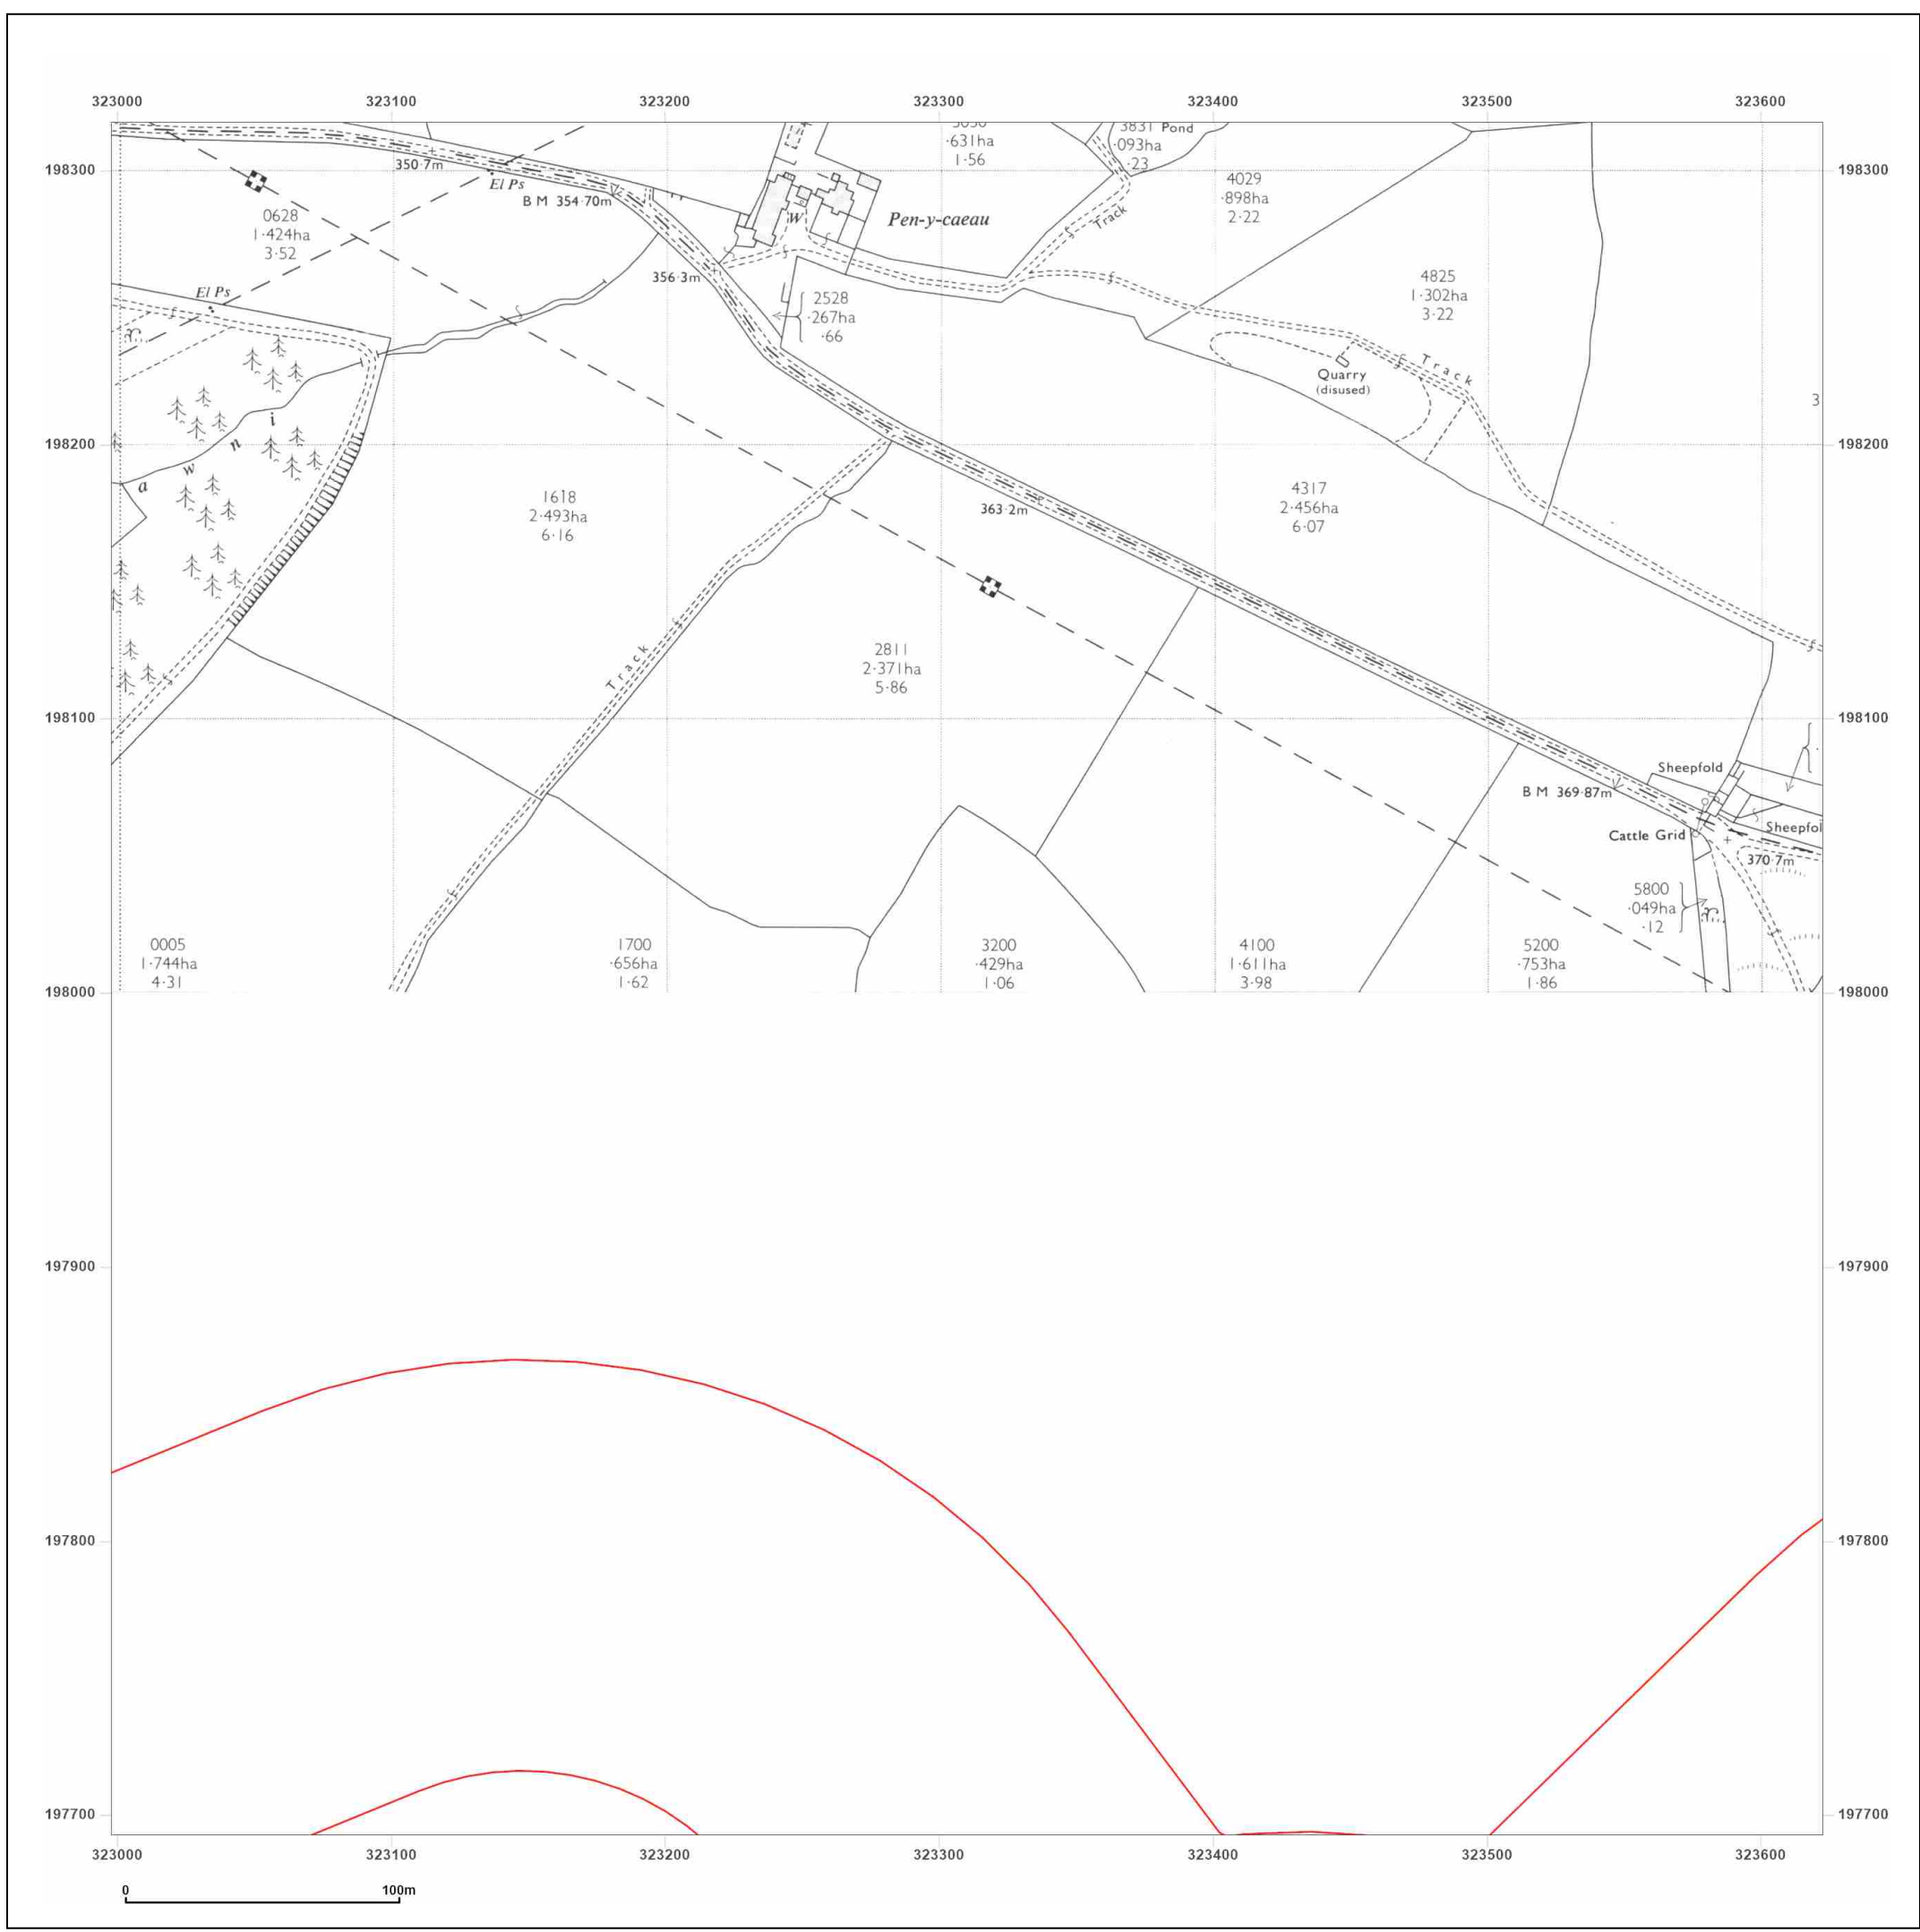 323000 323100 323200 323300 323400 323500 323600
3831 Pond
·631ha
·093ha
1·56
·23
198300
350·7m
El Ps
B M 354·70m
198300
4029
·898ha
2·22
0628
1·424ha
3·52
W
Pen-y-caeau
Track
356·3m
4825
1·302ha
3·22
El Ps
2528
·267ha
·66
Track
Quarry
(disused)
3
198200
198200
a w n i
1618
2·493ha
6·16
363·2m
4317
2·456ha
6·07
Track
2811
2·371ha
5·86
198100
198100
Sheepfold
B M 369·87m
Cattle Grid
Sheepfol
370·7m
5800
·049ha
·12
0005
1·744ha
4·31
1700
·656ha
1·62
3200
·429ha
1·06
4100
1·611ha
3·98
5200
·753ha
1·86
198000
198000
197900
197900
197800
197800
197700
197700
323000 323100 323200 323300 323400 323500 323600
0 100m